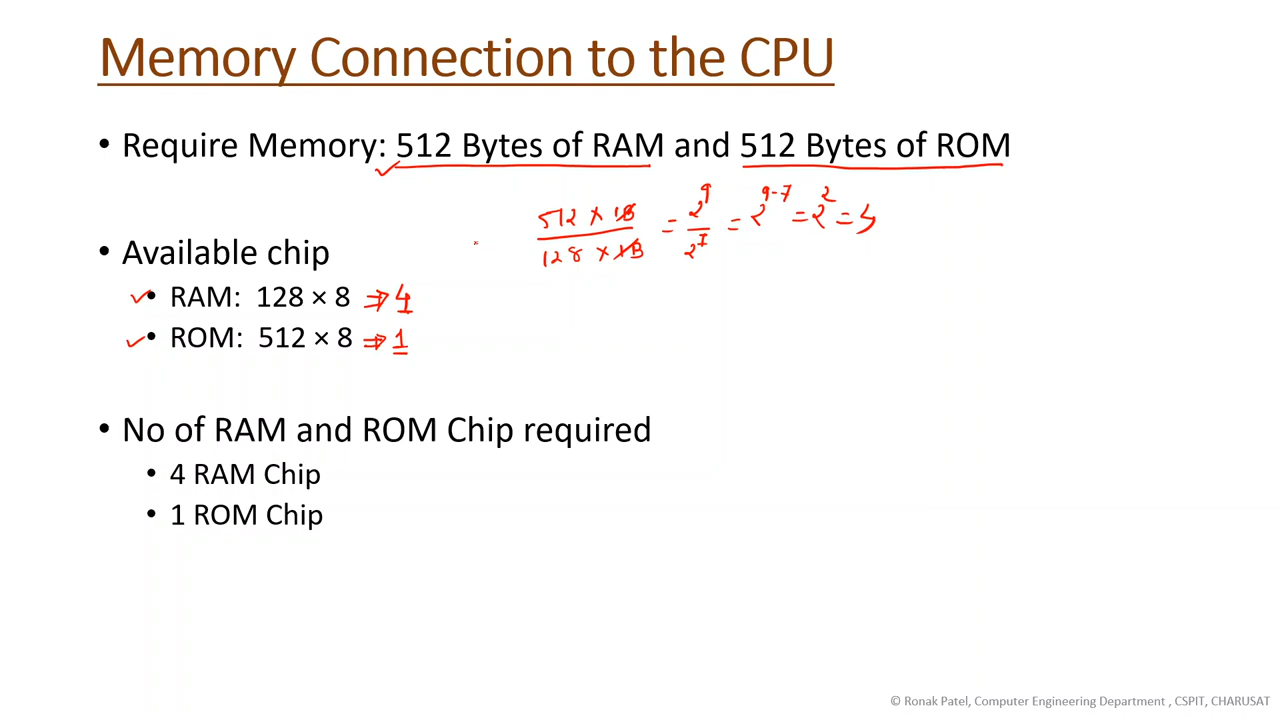 Memory Connection to the CPU
• Require Memory: 512 Bytes of RAM and 512 Bytes of ROM
512 × 1B / 128 × 1B = 2^9 / 2^7 = 2^9-7 = 2^2 = 4
• Available chip
• RAM: 128 × 8 ⇒ 4
• ROM: 512 × 8 ⇒ 1
• No of RAM and ROM Chip required
• 4 RAM Chip
• 1 ROM Chip
© Ronak Patel, Computer Engineering Department , CSPIT, CHARUSAT